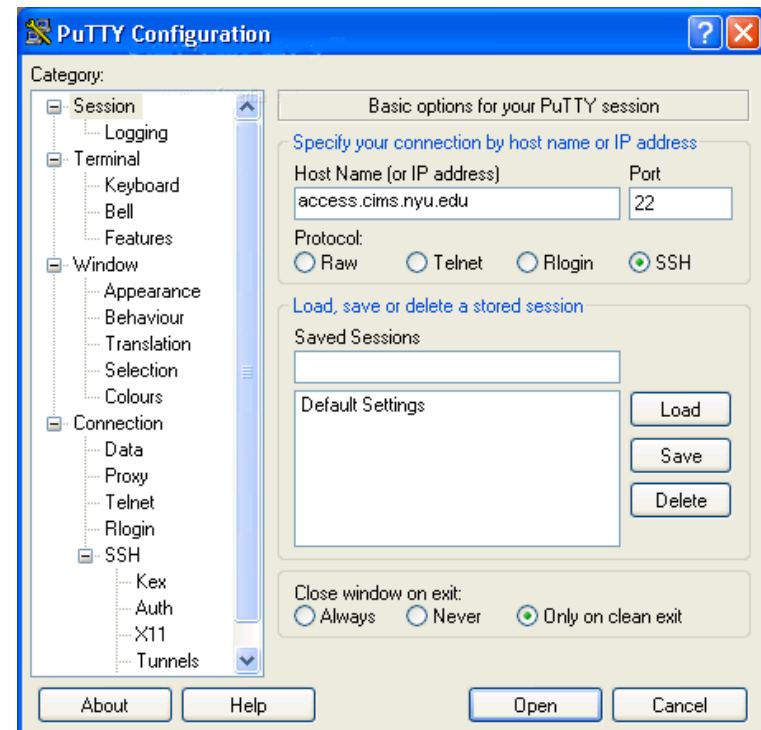 PuTTY Configuration
Category:
Session
Logging
Terminal
Keyboard
Bell
Features
Window
Appearance
Behaviour
Translation
Selection
Colours
Connection
Data
Proxy
Telnet
Rlogin
SSH
Kex
Auth
X11
Tunnels
Basic options for your PuTTY session
Specify your connection by host name or IP address
Host Name (or IP address) Port
access.cims.nyu.edu 22
Protocol:
Raw Telnet Rlogin SSH
Load, save or delete a stored session
Saved Sessions
Default Settings
Load
Save
Delete
Close window on exit:
Always Never Only on clean exit
About Help Open Cancel